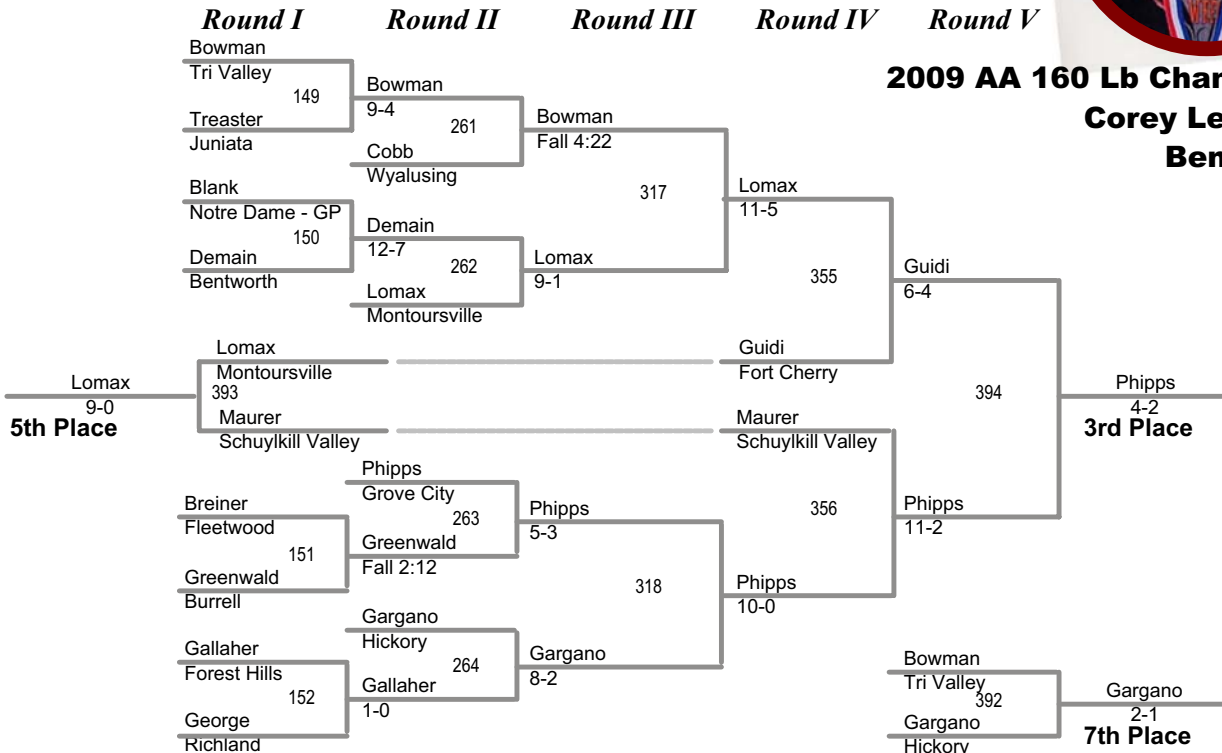 Round I Round II Round III Round IV Round V
2009 AA 160 Lb
Corey
Bowman
Tri Valley
149
Treaster
Juniata
Bowman
9-4
261
Cobb
Wyalusing
Bowman
Fall 4:22
Blank
Notre Dame - GP
150
Demain
Bentworth
Demain
12-7
262
Lomax
Montoursville
Lomax
9-1
317
Lomax
11-5
355
Guidi
Fort Cherry
Guidi
6-4
Lomax
9-0
5th Place
393
Lomax
Montoursville
Maurer
Schuylkill Valley
Maurer
Schuylkill Valley
394
Phipps
4-2
3rd Place
Phipps
Grove City
263
Breiner
Fleetwood
151
Greenwald
Burrell
Greenwald
Fall 2:12
Phipps
5-3
318
Phipps
10-0
356
Phipps
11-2
Gargano
Hickory
264
Gallaher
Forest Hills
152
George
Richland
Gallaher
1-0
Gargano
8-2
Bowman
Tri Valley
392
Gargano
Hickory
Gargano
2-1
7th Place